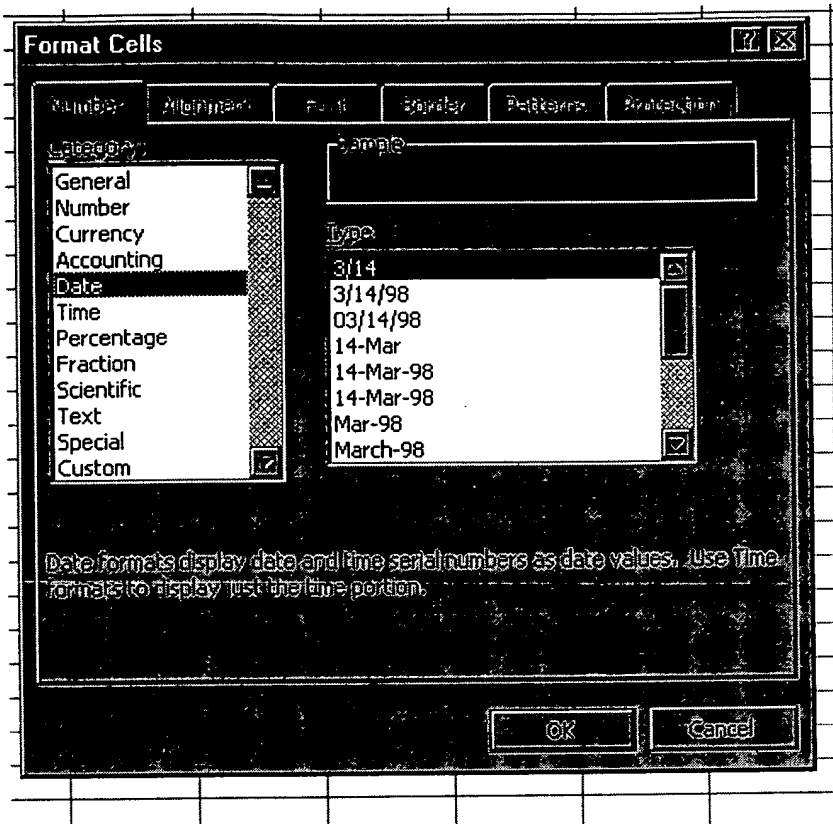 Format Cells
Number Alignment Font Border Patterns Protection
Category:
General
Number
Currency
Accounting
Date
Time
Percentage
Fraction
Scientific
Text
Special
Custom
Sample
Type:
3/14
3/14/98
03/14/98
14-Mar
14-Mar-98
14-Mar-98
Mar-98
March-98
Date formats display date and time serial numbers as date values. Use Time
formats to display just the time portion.
OK Cancel